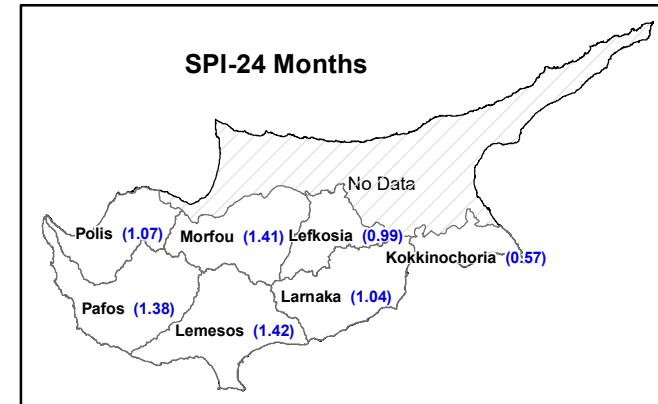 SPI-24 Months
No Data
Polis (1.07)
Morfou (1.41)
Lefkosia (0.99)
Kokkinochoria (0.57)
Pafos (1.38)
Larnaka (1.04)
Lemesos (1.42)